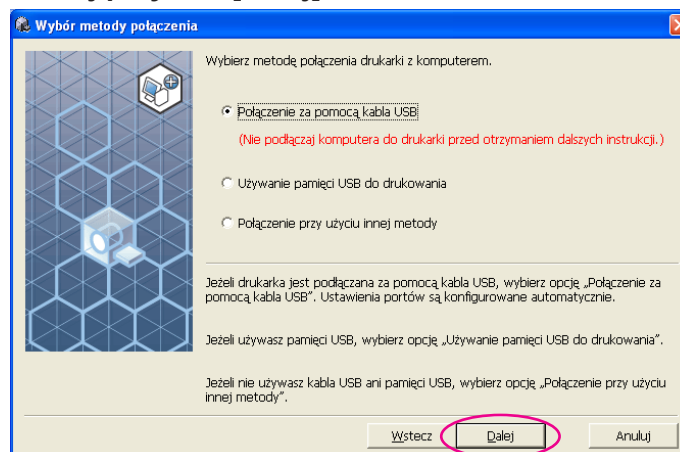 Wybór metody połączenia
Wybierz metodę połączenia drukarki z komputerem.
Połączenie za pomocą kabla USB
(Nie podłączaj komputera do drukarki przed otrzymaniem dalszych instrukcji.)
Używanie pamięci USB do drukowania
Połączenie przy użyciu innej metody
Jeżeli drukarka jest podłączana za pomocą kabla USB, wybierz opcję „Połączenie za
pomocą kabla USB”. Ustawienia portów są konfigurowane automatycznie.
Jeżeli używasz pamięci USB, wybierz opcję „Używanie pamięci USB do drukowania”.
Jeżeli nie używasz kabla USB ani pamięci USB, wybierz opcję „Połączenie przy użyciu
innej metody”.
Wstecz Dalej Anuluj